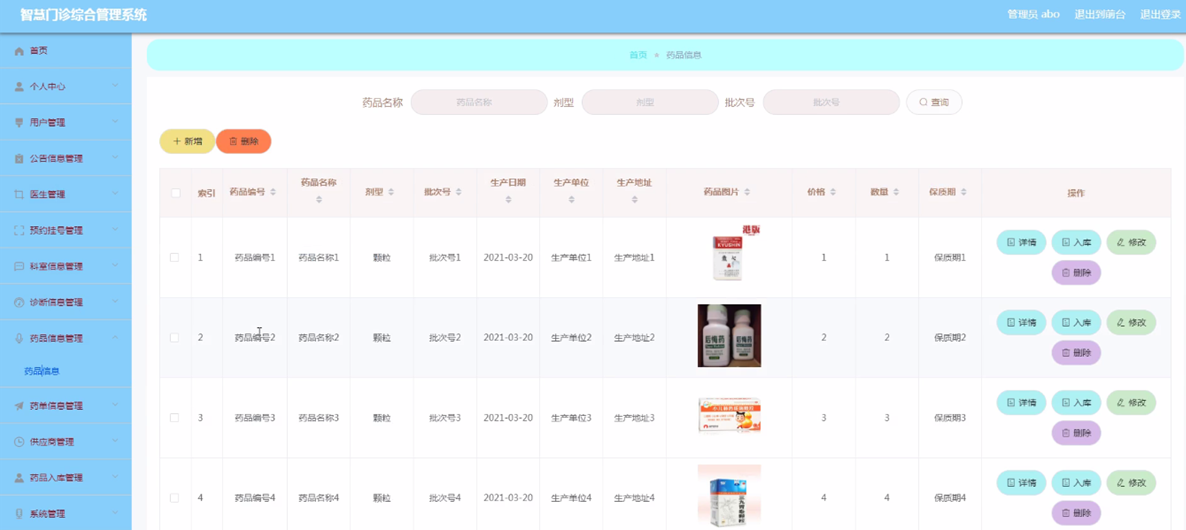 智慧门诊综合管理系统
管理员 abo 退出到前台 退出登录
首页
个人中心
用户管理
公告信息管理
医生管理
预约挂号管理
科室信息管理
诊断信息管理
药品信息管理
药品信息
药单信息管理
供应商管理
药品入库管理
系统管理
首页 药品信息
药品名称 药品名称 剂型 剂型 批次号 批次号 查询
+ 新增 删除
索引 药品编号 药品名称 剂型 批次号 生产日期 生产单位 生产地址 药品图片 价格 数量 保质期 操作
港版
1 药品编号1 药品名称1 颗粒 批次号1 2021-03-20 生产单位1 生产地址1 1 1 保质期1 详情 入库 修改
删除
2 药品编号2 药品名称2 颗粒 批次号2 2021-03-20 生产单位2 生产地址2 2 2 保质期2 详情 入库 修改
删除
3 药品编号3 药品名称3 颗粒 批次号3 2021-03-20 生产单位3 生产地址3 3 3 保质期3 详情 入库 修改
删除
4 药品编号4 药品名称4 颗粒 批次号4 2021-03-20 生产单位4 生产地址4 4 4 保质期4 详情 入库 修改
删除